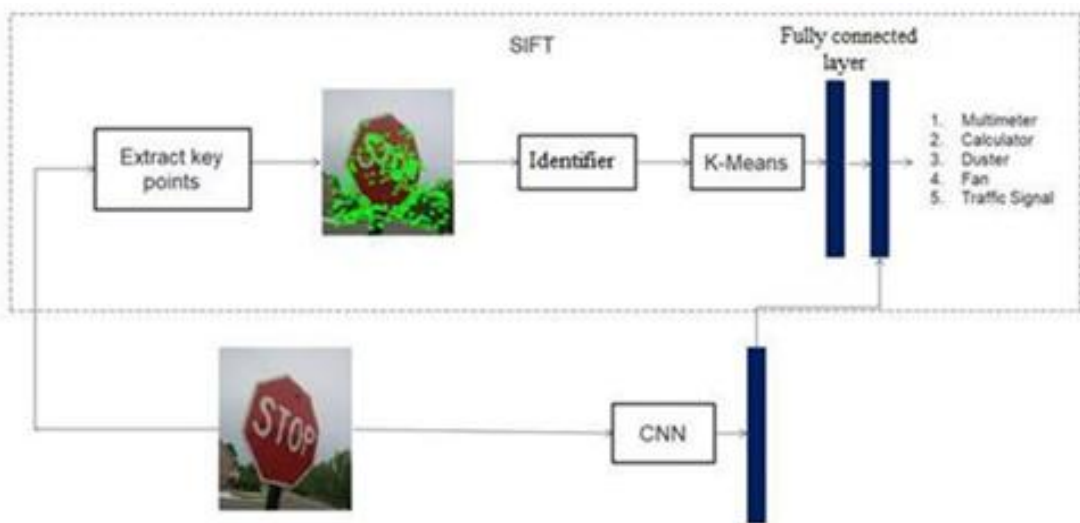 SIFT
Fully connected
layer
Extract key
points
Identifier
K-Means
1. Multimeter
2. Calculator
3. Duster
4. Fan
5. Traffic Signal
STOP
CNN